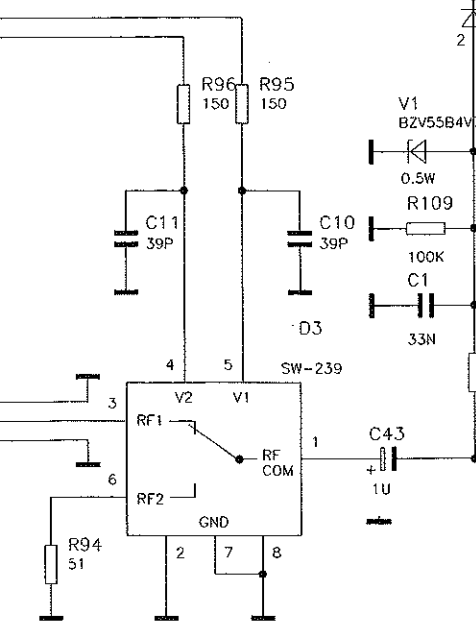 2
R96 R95
150 150
V1
BZV55B4V
0.5W
R109
100K
C11
39P
C10
39P
C1
33N
D3
4 5
SW-239
V2 V1
3
RF1
1
RF
COM
C43
+
1U
6
RF2
GND
R94
51
2 7 8